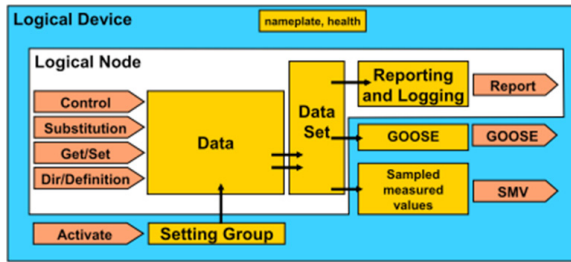 Logical Device
nameplate, health
Logical Node
Control
Substitution
Get/Set
Dir/Definition
Data
Data
Set
Reporting
and Logging
Report
GOOSE
GOOSE
Sampled
measured
values
SMV
Activate
Setting Group